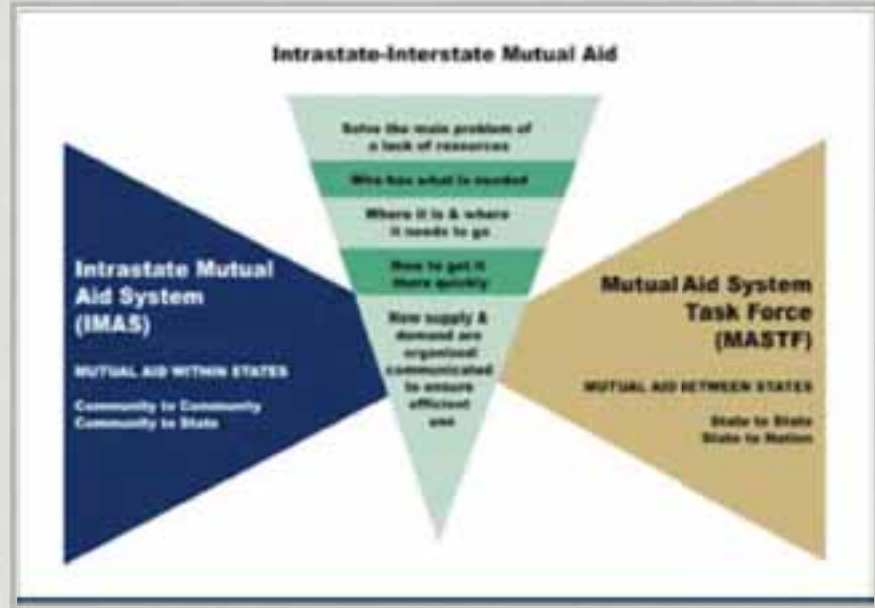 Intrastate-Interstate Mutual Aid
Solve the main problem of
a lack of resources
Who has what is needed
Where it is & where
it needs to go
How to get it
there quickly
How supply &
demand are
organized
communicated
to ensure
efficient
use
Intrastate Mutual
Aid System
(IMAS)
MUTUAL AID WITHIN STATES
Community to Community
Community to State
Mutual Aid System
Task Force
(MASTF)
MUTUAL AID BETWEEN STATES
State to State
State to Nation